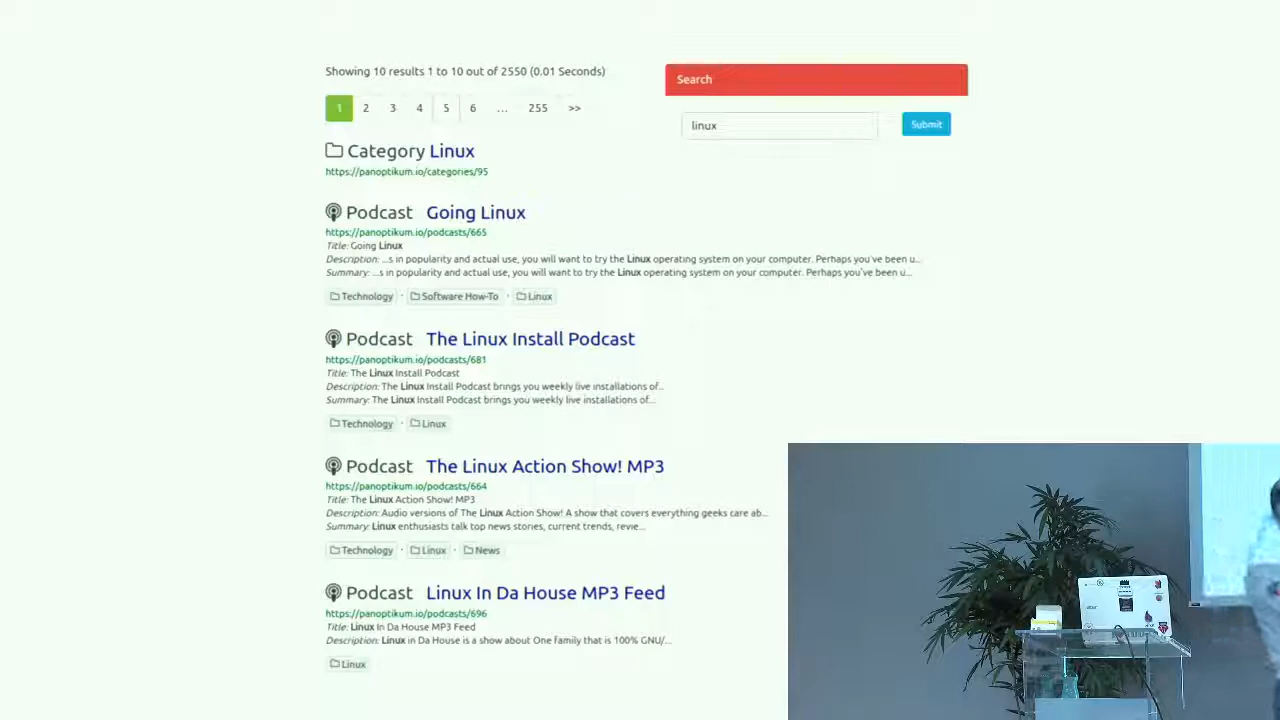 Showing 10 results 1 to 10 out of 2550 (0.01 Seconds)
1 2 3 4 5 6 ... 255 >>
Search
linux
Submit
Category Linux
https://panoptikum.io/categories/95
Podcast Going Linux
https://panoptikum.io/podcasts/665
Title: Going Linux
Description: ...s in popularity and actual use, you will want to try the Linux operating system on your computer. Perhaps you've been u...
Summary: ...s in popularity and actual use, you will want to try the Linux operating system on your computer. Perhaps you've been u...
Technology · Software How-To · Linux
Podcast The Linux Install Podcast
https://panoptikum.io/podcasts/681
Title: The Linux Install Podcast
Description: The Linux Install Podcast brings you weekly live installations of...
Summary: The Linux Install Podcast brings you weekly live installations of...
Technology · Linux
Podcast The Linux Action Show! MP3
https://panoptikum.io/podcasts/664
Title: The Linux Action Show! MP3
Description: Audio versions of The Linux Action Show! A show that covers everything geeks care ab...
Summary: Linux enthusiasts talk top news stories, current trends, revie...
Technology · Linux · News
Podcast Linux In Da House MP3 Feed
https://panoptikum.io/podcasts/696
Title: Linux In Da House MP3 Feed
Description: Linux in Da House is a show about One family that is 100% GNU/...
Linux
acer